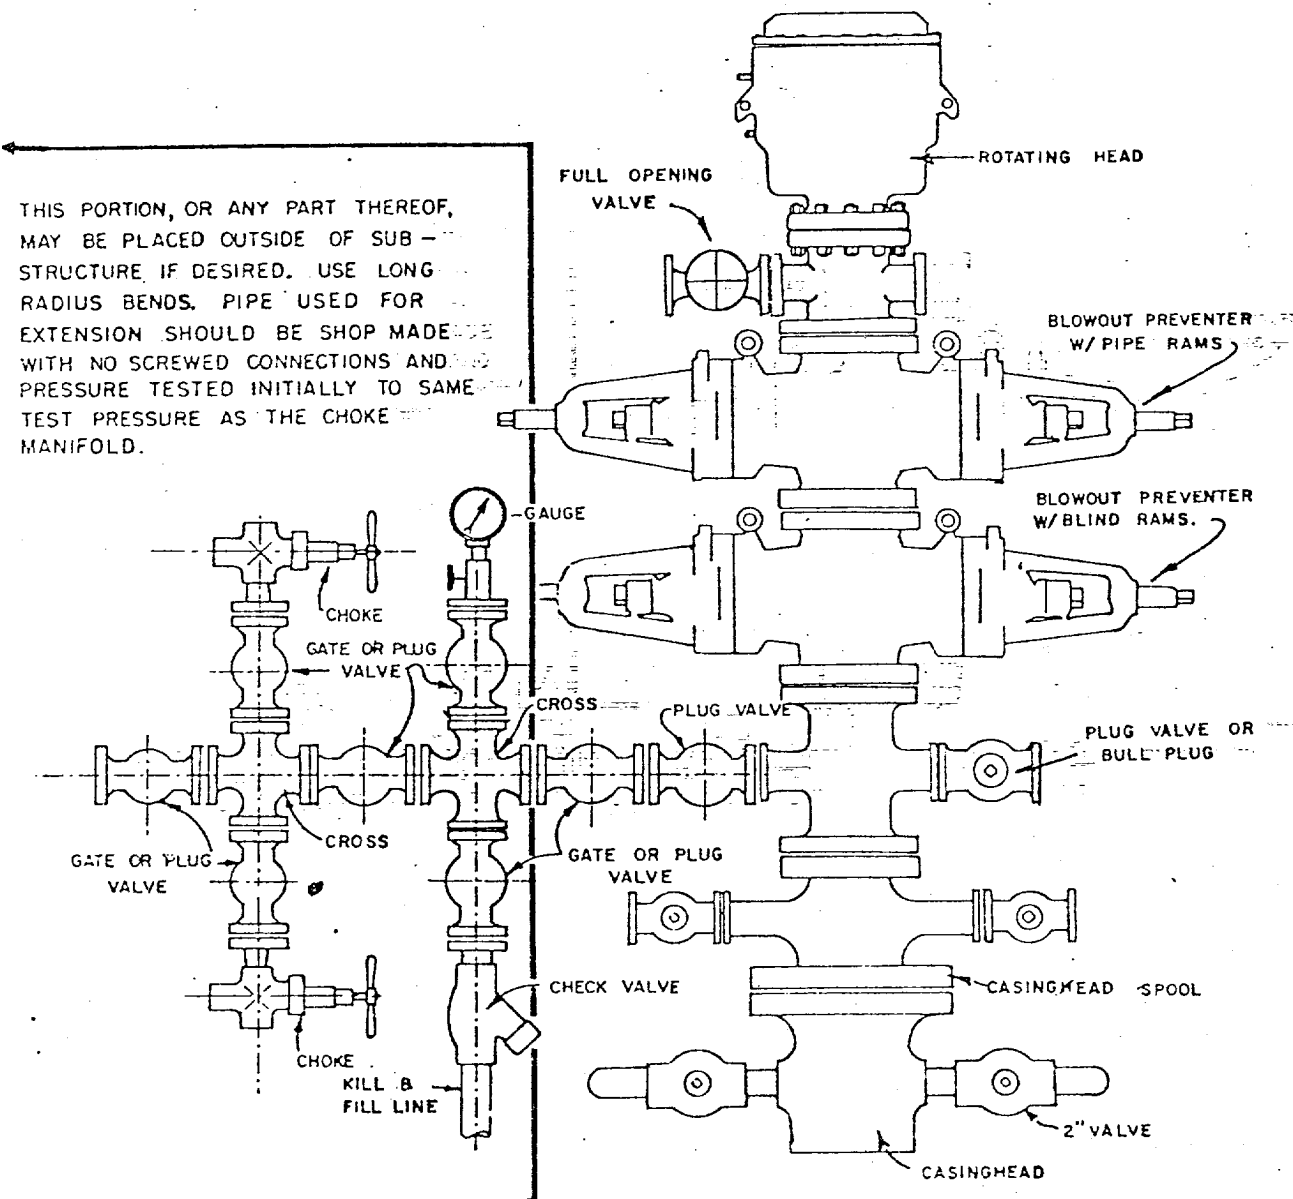 ROTATING HEAD
FULL OPENING
VALVE
THIS PORTION, OR ANY PART THEREOF,
MAY BE PLACED OUTSIDE OF SUB-
STRUCTURE IF DESIRED. USE LONG
RADIUS BENDS. PIPE USED FOR
EXTENSION SHOULD BE SHOP MADE
WITH NO SCREWED CONNECTIONS AND
PRESSURE TESTED INITIALLY TO SAME
TEST PRESSURE AS THE CHOKE
MANIFOLD.
BLOWOUT PREVENTER
W/PIPE RAMS
BLOWOUT PREVENTER
W/BLIND RAMS.
GAUGE
CHOKE
GATE OR PLUG
VALVE
CROSS
PLUG VALVE
PLUG VALVE OR
BULL PLUG
CROSS
GATE OR PLUG
VALVE
GATE OR PLUG
VALVE
CHECK VALVE
CASINGHEAD SPOOL
CHOKE
KILL &
FILL LINE
2" VALVE
CASINGHEAD